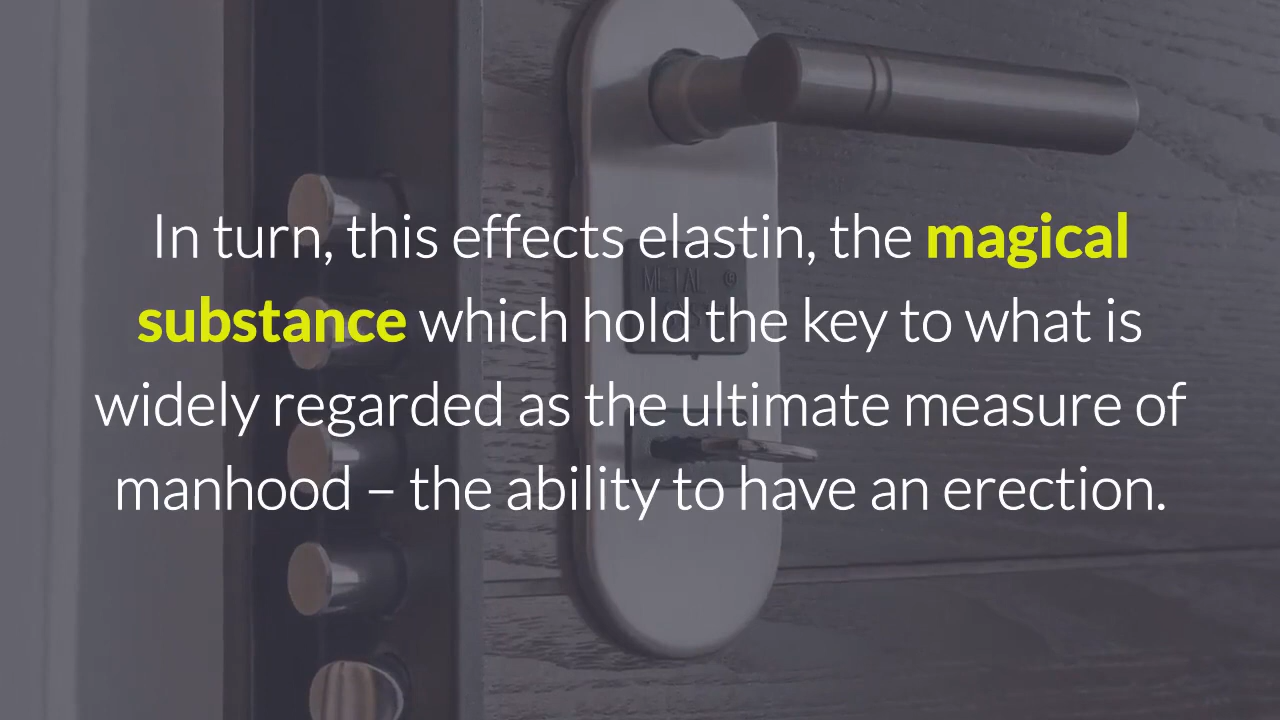 In turn, this effects elastin, the magical
substance which hold the key to what is
widely regarded as the ultimate measure of
manhood – the ability to have an erection.
METAL ®